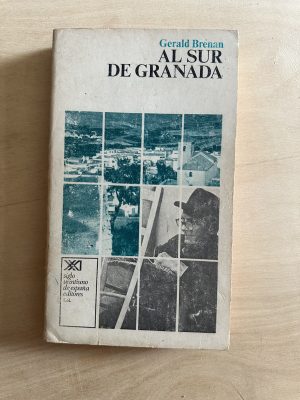 Gerald Brenan
AL SUR
DE GRANADA
siglo
veintiuno
de españa
editores
s.a.